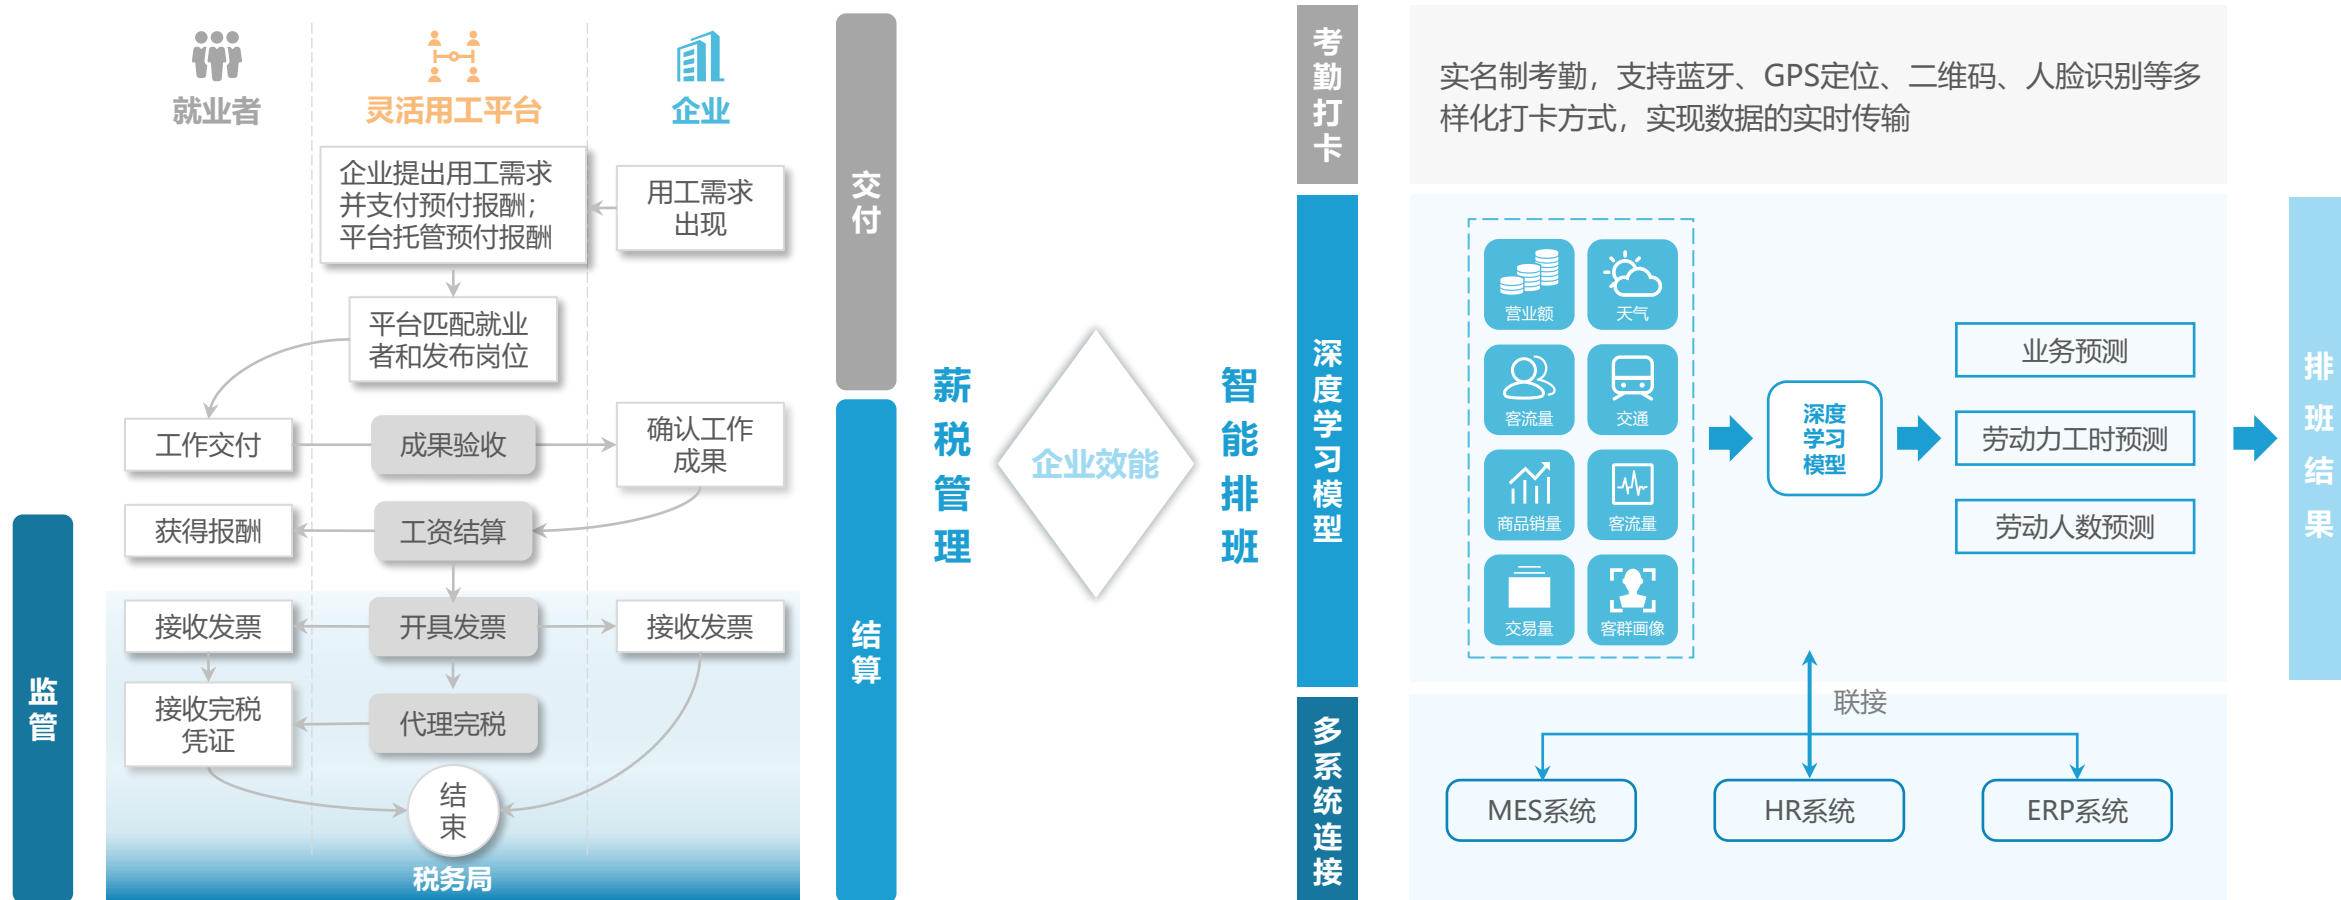 就业者
灵活用工平台
企业
企业提出用工需求
并支付预付报酬；
平台托管预付报酬
用工需求
出现
平台匹配就业
者和发布岗位
工作交付
成果验收
确认工作
成果
获得报酬
工资结算
接收发票
开具发票
接收发票
接收完税
凭证
代理完税
结
束
税务局
监管
交付
结算
薪税管理
企业效能
智能排班
考勤打卡
实名制考勤，支持蓝牙、GPS定位、二维码、人脸识别等多
样化打卡方式，实现数据的实时传输
深度学习模型
营业额
天气
客流量
交通
商品销量
客流量
交易量
客群画像
深度
学习
模型
业务预测
劳动力工时预测
劳动人数预测
排班结果
多系统连接
联接
MES系统
HR系统
ERP系统